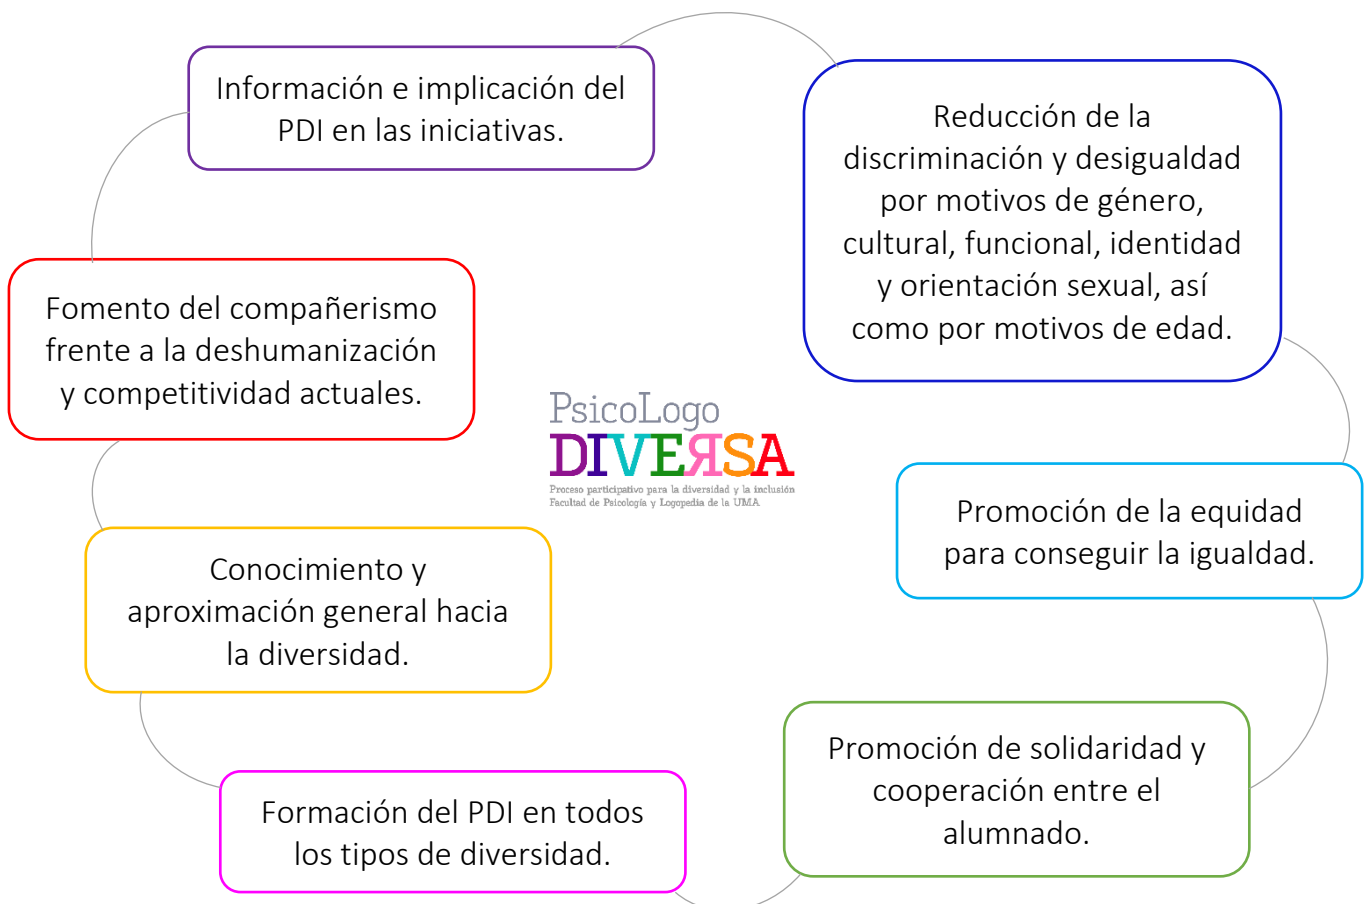 Información e implicación del
PDI en las iniciativas.
Reducción de la
discriminación y desigualdad
por motivos de género,
cultural, funcional, identidad
y orientación sexual, así
como por motivos de edad.
Fomento del compañerismo
frente a la deshumanización
y competitividad actuales.
PsicoLogo
DIVERSA
Proceso participativo para la diversidad y la inclusión
Facultad de Psicología y Logopedia de la UMA
Promoción de la equidad
para conseguir la igualdad.
Conocimiento y
aproximación general hacia
la diversidad.
Promoción de solidaridad y
cooperación entre el
alumnado.
Formación del PDI en todos
los tipos de diversidad.